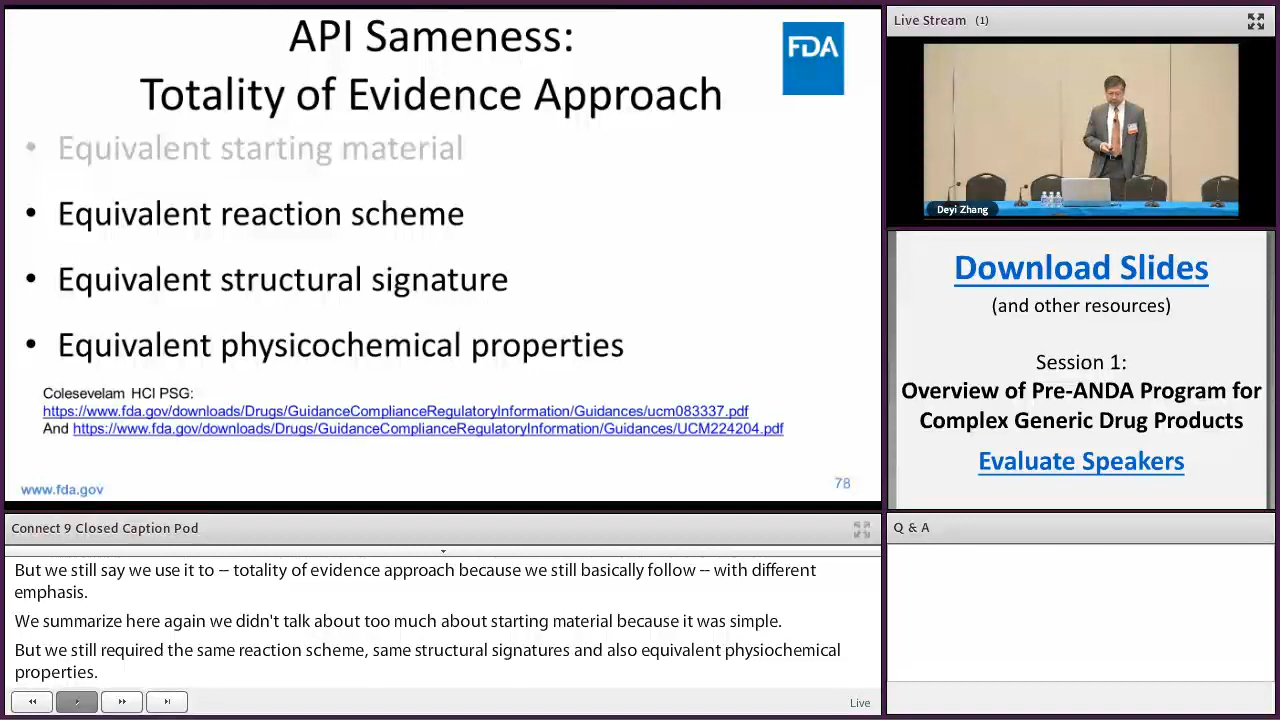 API Sameness:
Totality of Evidence Approach
FDA
• Equivalent starting material
• Equivalent reaction scheme
• Equivalent structural signature
• Equivalent physicochemical properties
Colesevelam HCl PSG:
https://www.fda.gov/downloads/Drugs/GuidanceComplianceRegulatoryInformation/Guidances/ucm083337.pdf
And https://www.fda.gov/downloads/Drugs/GuidanceComplianceRegulatoryInformation/Guidances/UCM224204.pdf
www.fda.gov
78
Live Stream (1)
Deyi Zhang
Download Slides
(and other resources)
Session 1:
Overview of Pre-ANDA Program for
Complex Generic Drug Products
Evaluate Speakers
Connect 9 Closed Caption Pod
But we still say we use it to -- totality of evidence approach because we still basically follow -- with different
emphasis.
We summarize here again we didn't talk about too much about starting material because it was simple.
But we still required the same reaction scheme, same structural signatures and also equivalent physiochemical
properties.
Live
Q & A